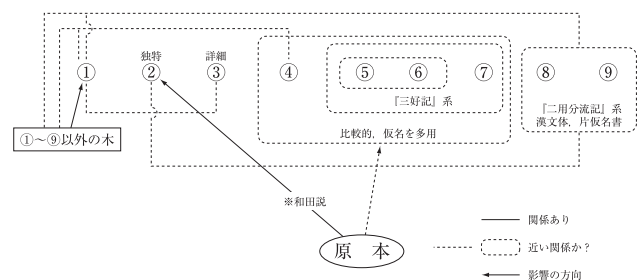 独特
詳細
① ② ③ ④ ⑤ ⑥ ⑦ ⑧ ⑨
『三好記』系
『二用分流記』系
漢文体，片仮名書
比較的，仮名を多用
①～⑨以外の木
※和田説
原　本
関係あり
近い関係か？
影響の方向